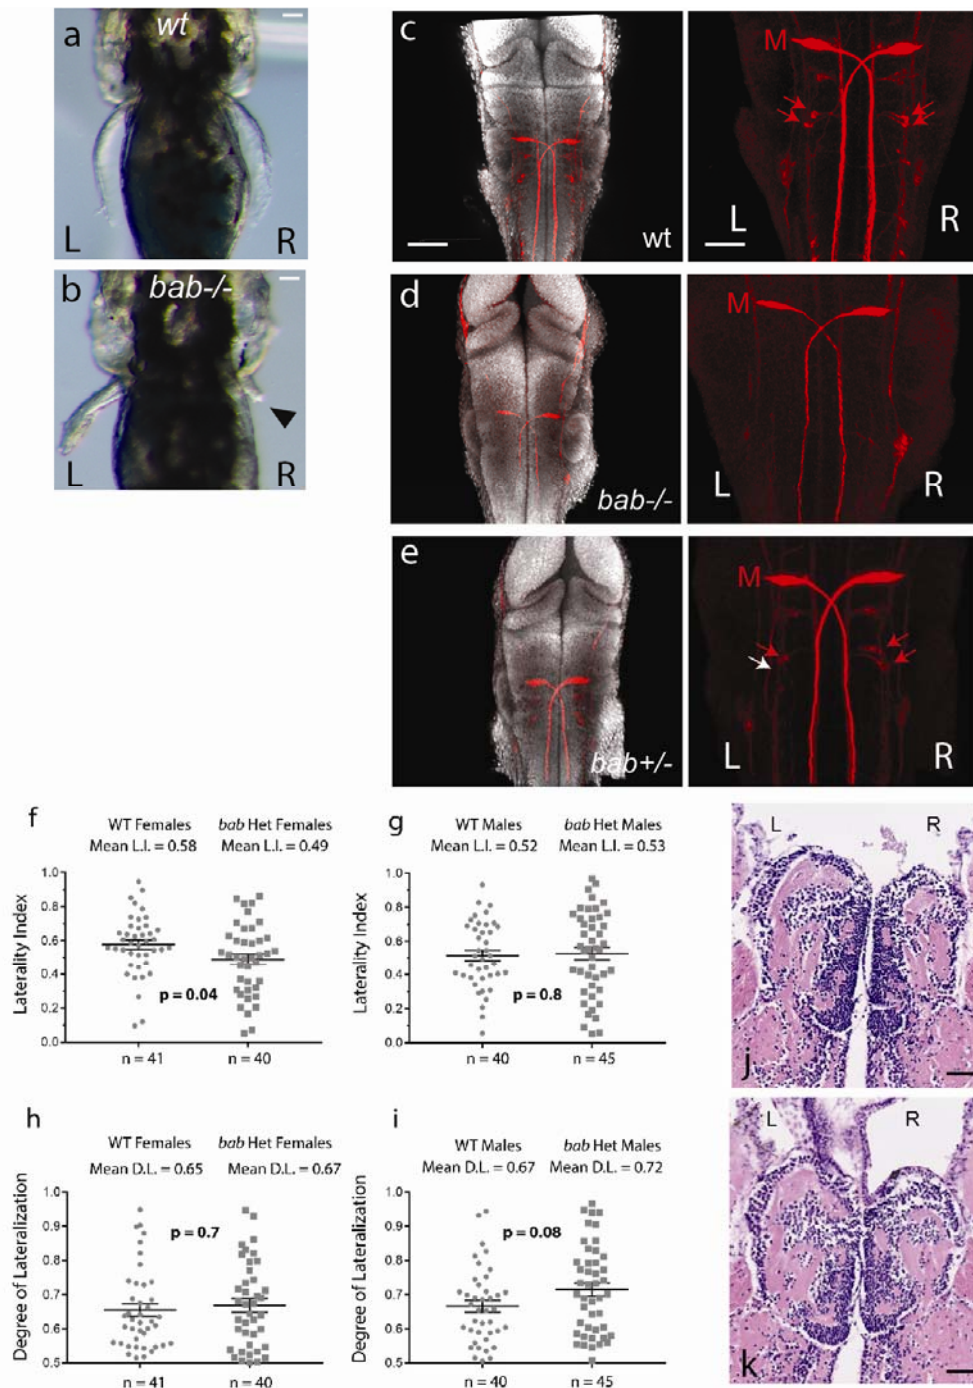 a
wt
L
R
b
bab-/-
L
R
c
wt
M
L
R
d
bab-/-
M
L
R
e
bab+/-
M
L
R
f
WT Females
bab Het Females
Mean L.I. = 0.58
Mean L.I. = 0.49
Laterality Index
1.0
0.8
0.6
0.4
0.2
0.0
p = 0.04
n = 41
n = 40
g
WT Males
bab Het Males
Mean L.I. = 0.52
Mean L.I. = 0.53
Laterality Index
1.0
0.8
0.6
0.4
0.2
0.0
p = 0.8
n = 40
n = 45
h
WT Females
bab Het Females
Mean D.L. = 0.65
Mean D.L. = 0.67
Degree of Lateralization
1.0
0.9
0.8
0.7
0.6
0.5
p = 0.7
n = 41
n = 40
i
WT Males
bab Het Males
Mean D.L. = 0.67
Mean D.L. = 0.72
Degree of Lateralization
1.0
0.9
0.8
0.7
0.6
0.5
p = 0.08
n = 40
n = 45
L
R
j
L
R
k